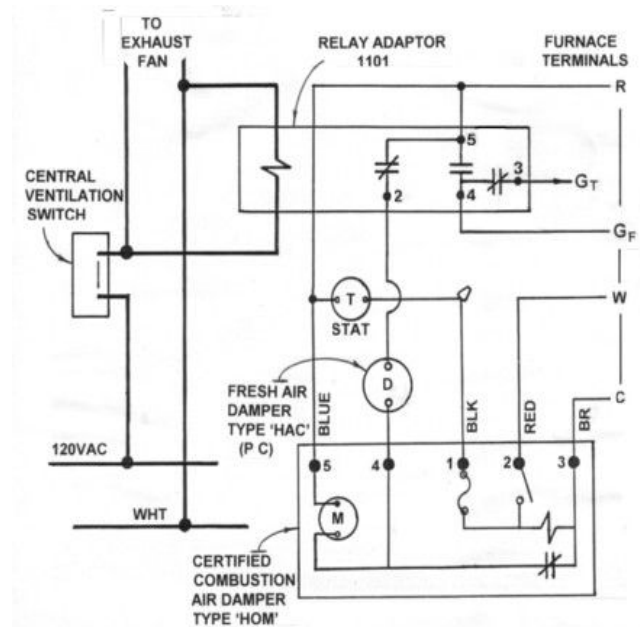 TO
EXHAUST
FAN
RELAY ADAPTOR
1101
FURNACE
TERMINALS
R
5
3
GT
2
4
GF
CENTRAL
VENTILATION
SWITCH
W
T
STAT
FRESH AIR
DAMPER
TYPE 'HAC'
(P C)
D
BLUE
BLK
RED
BR
C
120VAC
5
4
1
2
3
WHT
M
CERTIFIED
COMBUSTION
AIR DAMPER
TYPE 'HOM'